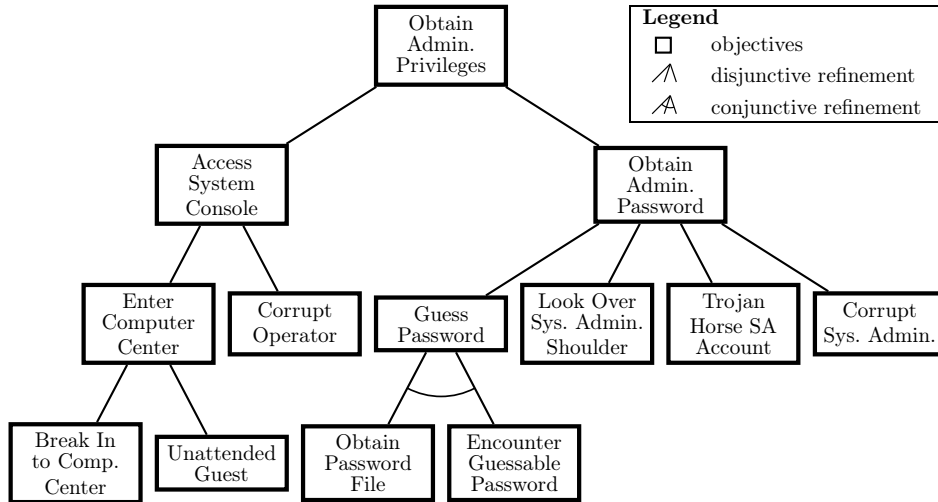 Obtain
Admin.
Privileges
Legend
objectives
disjunctive refinement
conjunctive refinement
Access
System
Console
Obtain
Admin.
Password
Enter
Computer
Center
Corrupt
Operator
Guess
Password
Look Over
Sys. Admin.
Shoulder
Trojan
Horse SA
Account
Corrupt
Sys. Admin.
Break In
to Comp.
Center
Unattended
Guest
Obtain
Password
File
Encounter
Guessable
Password